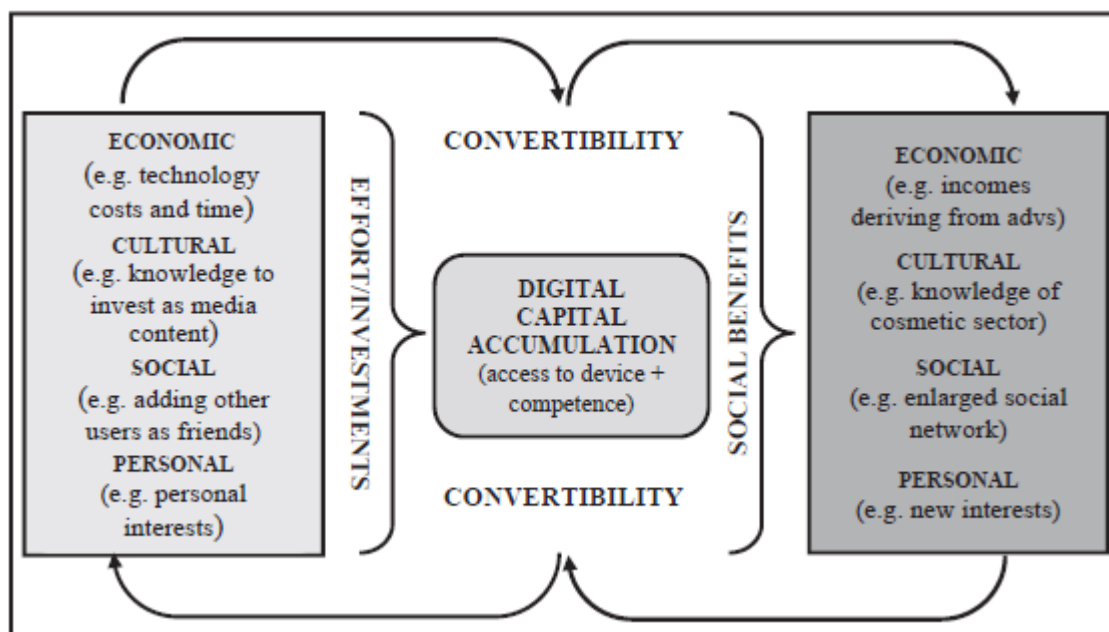 ECONOMIC
(e.g. technology
costs and time)
CULTURAL
(e.g. knowledge to
invest as media
content)
SOCIAL
(e.g. adding other
users as friends)
PERSONAL
(e.g. personal
interests)
EFFORT/INVESTMENTS
CONVERTIBILITY
DIGITAL
CAPITAL
ACCUMULATION
(access to device +
competence)
CONVERTIBILITY
SOCIAL BENEFITS
ECONOMIC
(e.g. incomes
deriving from advs)
CULTURAL
(e.g. knowledge of
cosmetic sector)
SOCIAL
(e.g. enlarged social
network)
PERSONAL
(e.g. new interests)